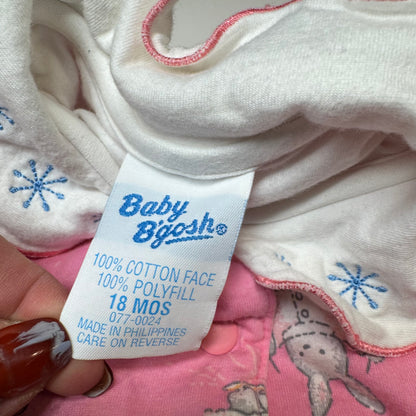 Baby
B'gosh
100% COTTON FACE
100% POLYFILL
18 MOS
077-0024
MADE IN PHILIPPINES
CARE ON REVERSE